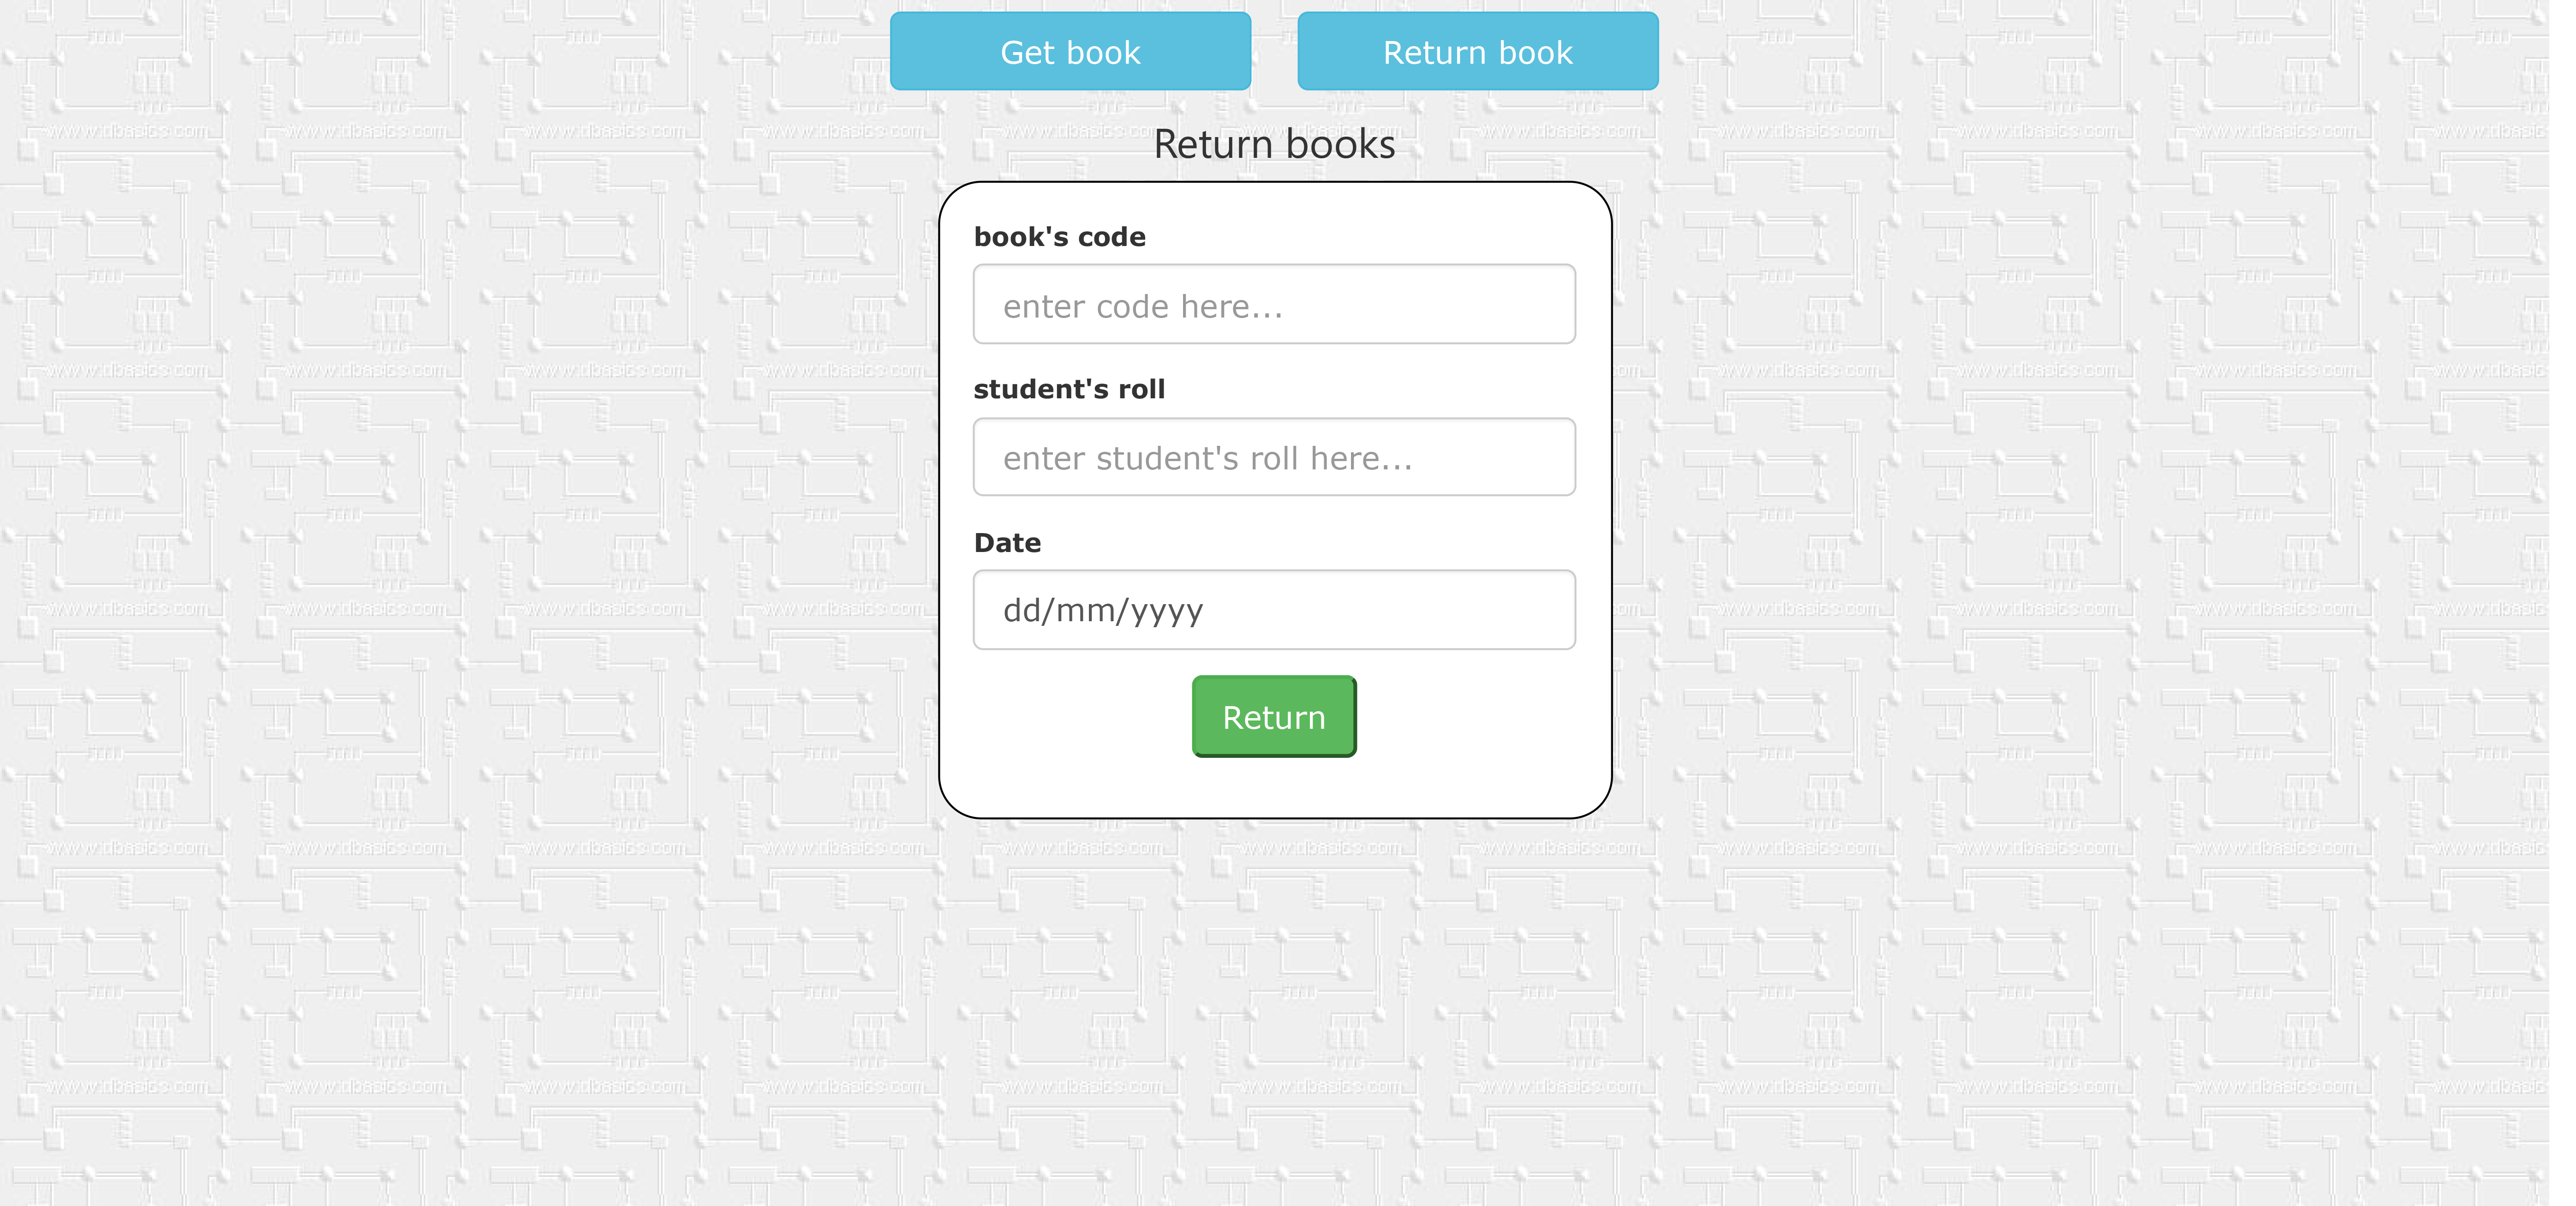 Get book
Return book
Return books
book's code
enter code here...
student's roll
enter student's roll here...
Date
dd/mm/yyyy
Return